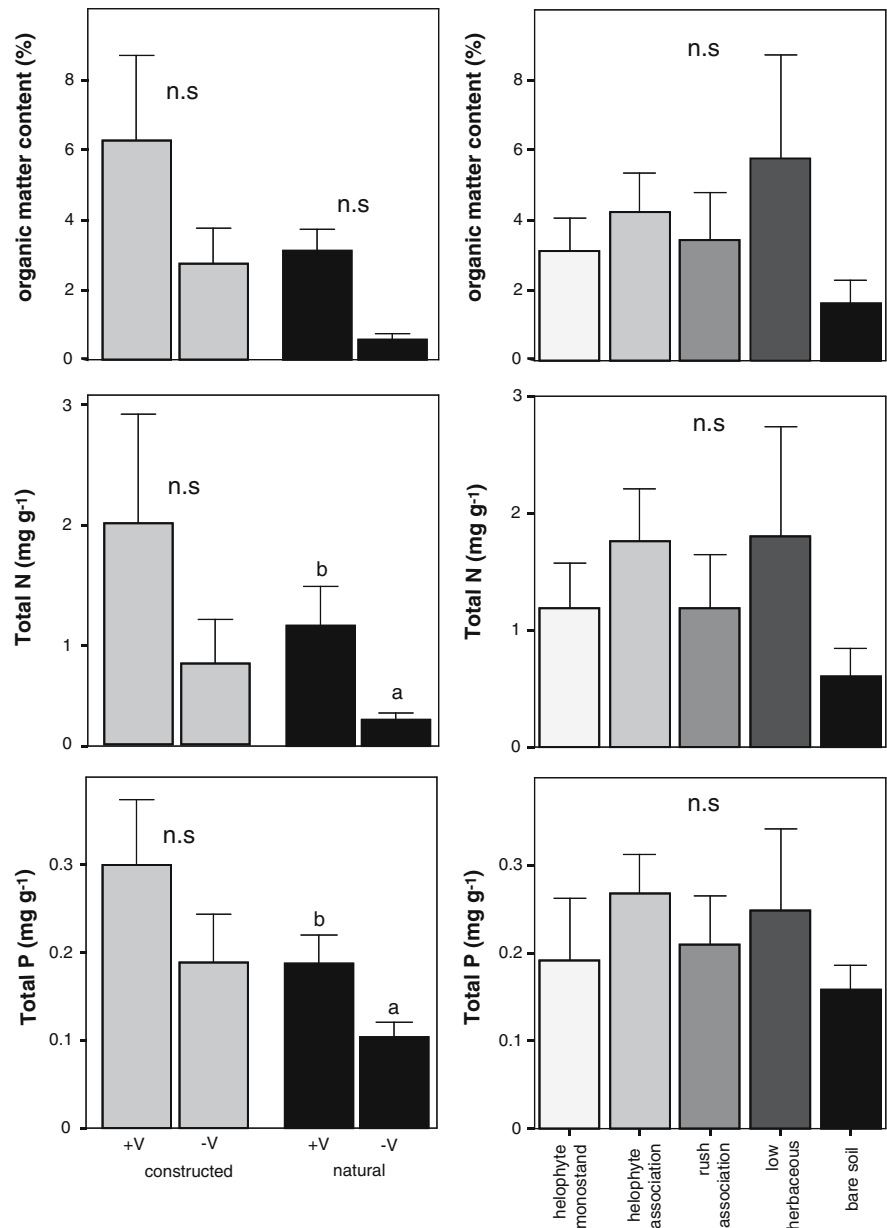 organic matter content (%)
8
6
4
2
0
n.s
n.s
organic matter content (%)
8
6
4
2
0
n.s
Total N (mg g-1)
3
2
1
0
n.s
b
a
Total N (mg g-1)
3
2
1
0
n.s
Total P (mg g-1)
0.3
0.2
0.1
0
n.s
b
a
+V
-V
+V
-V
constructed
natural
Total P (mg g-1)
0.3
0.2
0.1
0
n.s
helophyte
monostand
helophyte
association
rush
association
low
herbaceous
bare soil